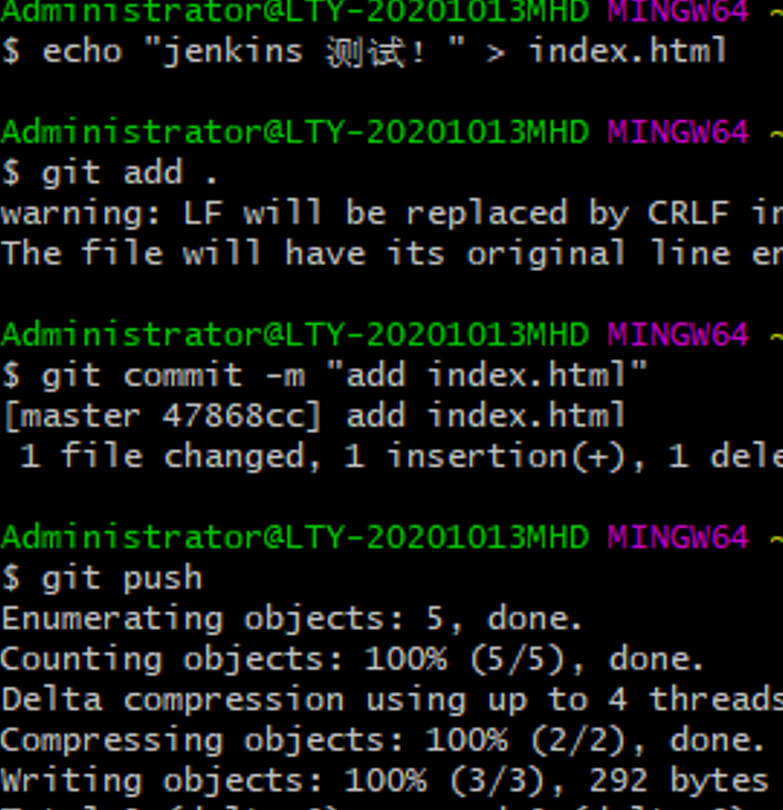 Administrator@LTY-20201013MHD MINGW64 ~
$ echo "jenkins 测试! " > index.html
Administrator@LTY-20201013MHD MINGW64 ~
$ git add .
warning: LF will be replaced by CRLF in
The file will have its original line en
Administrator@LTY-20201013MHD MINGW64 ~
$ git commit -m "add index.html"
[master 47868cc] add index.html
1 file changed, 1 insertion(+), 1 dele
Administrator@LTY-20201013MHD MINGW64 ~
$ git push
Enumerating objects: 5, done.
Counting objects: 100% (5/5), done.
Delta compression using up to 4 threads
Compressing objects: 100% (2/2), done.
Writing objects: 100% (3/3), 292 bytes